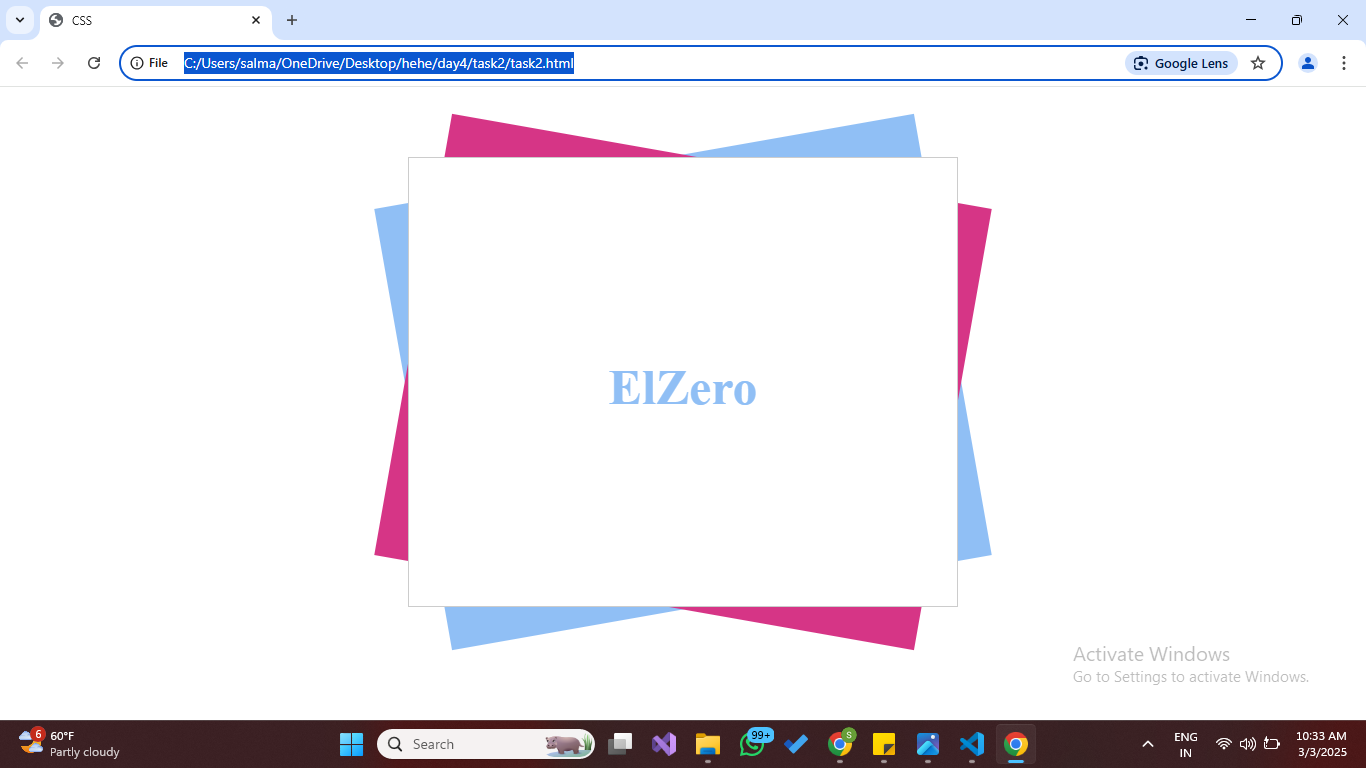 CSS
File
C:/Users/salma/OneDrive/Desktop/hehe/day4/task2/task2.html
Google Lens
ElZero
Activate Windows
Go to Settings to activate Windows.
6
60°F
Partly cloudy
Search
99+
S
ENG
IN
10:33 AM
3/3/2025